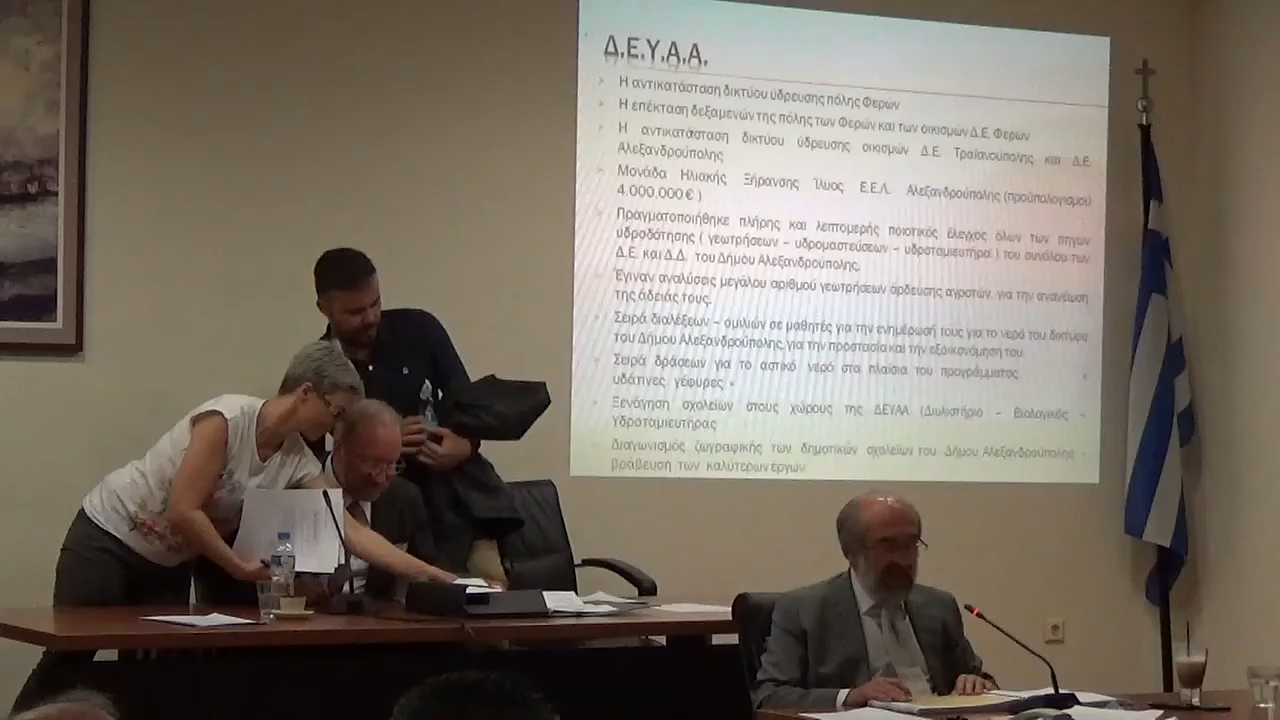 Δ.Ε.Υ.Α.Α.
Η αντικατάσταση δικτύου ύδρευσης πόλης Φερών
Η επέκταση δεξαμενών της πόλης των Φερών και των οικισμών Δ.Ε. Φερών
Η αντικατάσταση δικτύου ύδρευσης οικισμών Δ.Ε. Τραϊανούπολης και Δ.Ε.
Αλεξανδρούπολης
Μονάδα Ηλιακής Ξήρανσης Ίλυος Ε.Ε.Λ. Αλεξανδρούπολης (προϋπολογισμού
4.000.000 € )
Πραγματοποιήθηκε πλήρης και λεπτομερής ποιοτικός έλεγχος όλων των πηγών
υδροδότησης ( γεωτρήσεων – υδρομαστεύσεων – υδροταμιευτήρα ) του συνόλου των
Δ.Ε. και Δ.Δ. του Δήμου Αλεξανδρούπολης.
Έγιναν αναλύσεις μεγάλου αριθμού γεωτρήσεων άρδευσης αγροτών, για την ανανέωση
της άδειάς τους.
Σειρά διαλέξεων – ομιλιών σε μαθητές για την ενημέρωσή τους για το νερό του δικτύου
του Δήμου Αλεξανδρούπολης, για την προστασία και την εξοικονόμηση του
Σειρά δράσεων για το αστικό νερό στα πλαίσια του προγράμματος «
υδάτινες γέφυρες »
Ξενάγηση σχολείων στους χώρους της ΔΕΥΑΑ (Διυλιστήριο – Βιολογικός –
Υδροταμιευτήρας
Διαγωνισμός ζωγραφικής των δημοτικών σχολείων του Δήμου Αλεξανδρούπολης -
βράβευση των καλύτερων έργων